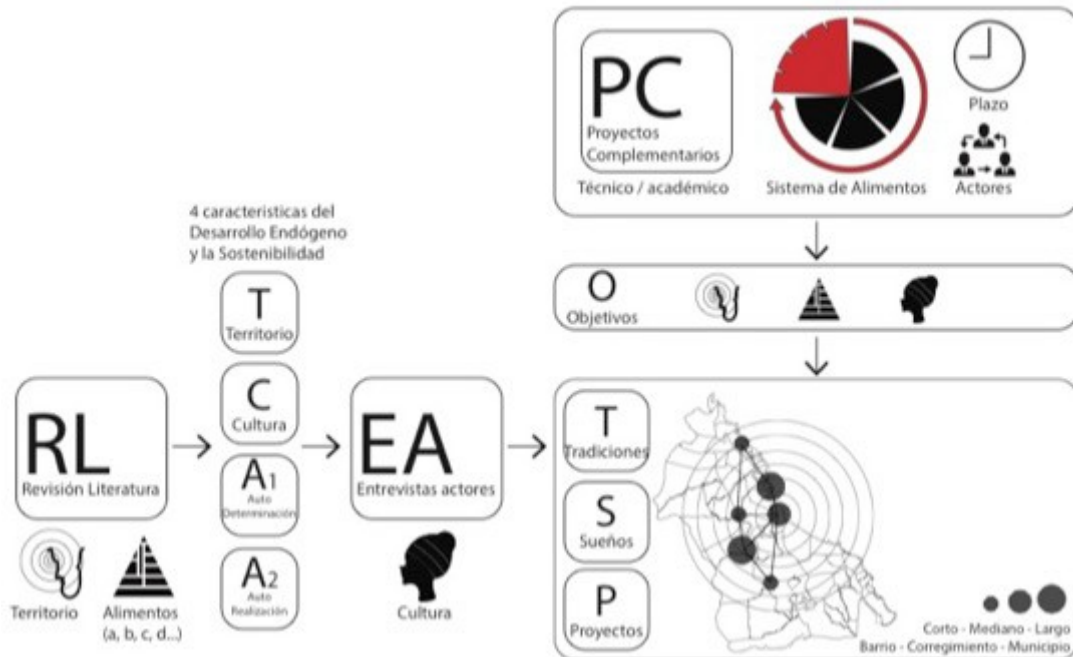 PC
Proyectos
Complementarios
Técnico / académico
Sistema de Alimentos
Plazo
Actores
O
Objetivos
4 caracteristicas del
Desarrollo Endógeno
y la Sostenibilidad
T
Territorio
C
Cultura
A1
Auto
Determinación
A2
Auto
Realización
RL
Revisión Literatura
Territorio
Alimentos
(a, b, c, d...)
EA
Entrevistas actores
Cultura
T
Tradiciones
S
Sueños
P
Proyectos
Corto - Mediano - Largo
Barrio - Corregimiento - Municipio